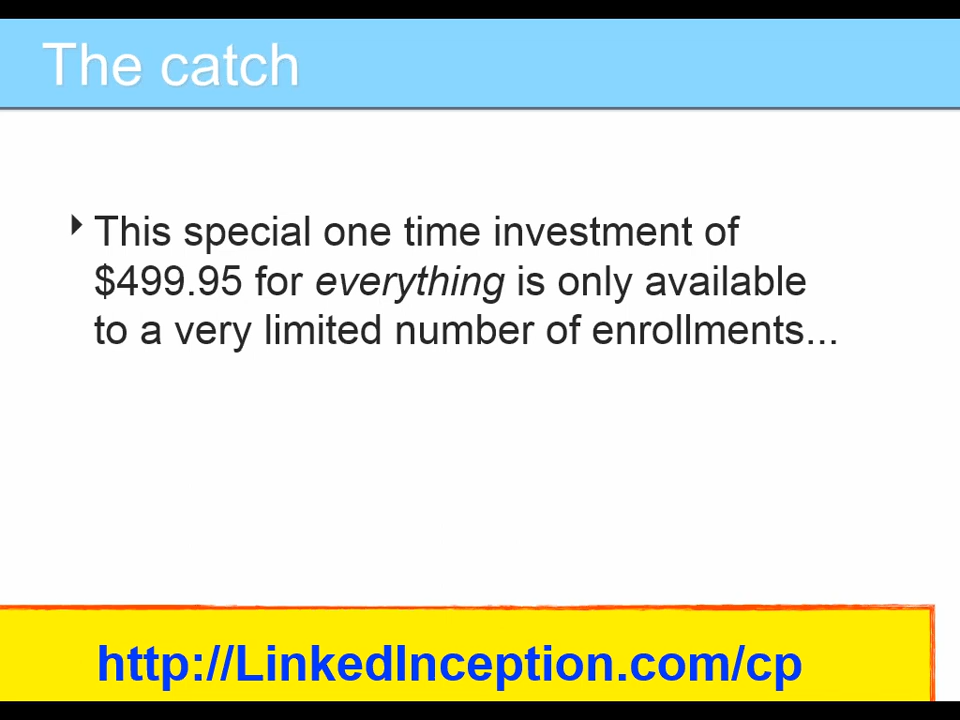 The catch
This special one time investment of
$499.95 for everything is only available
to a very limited number of enrollments...
http://LinkedInception.com/cp